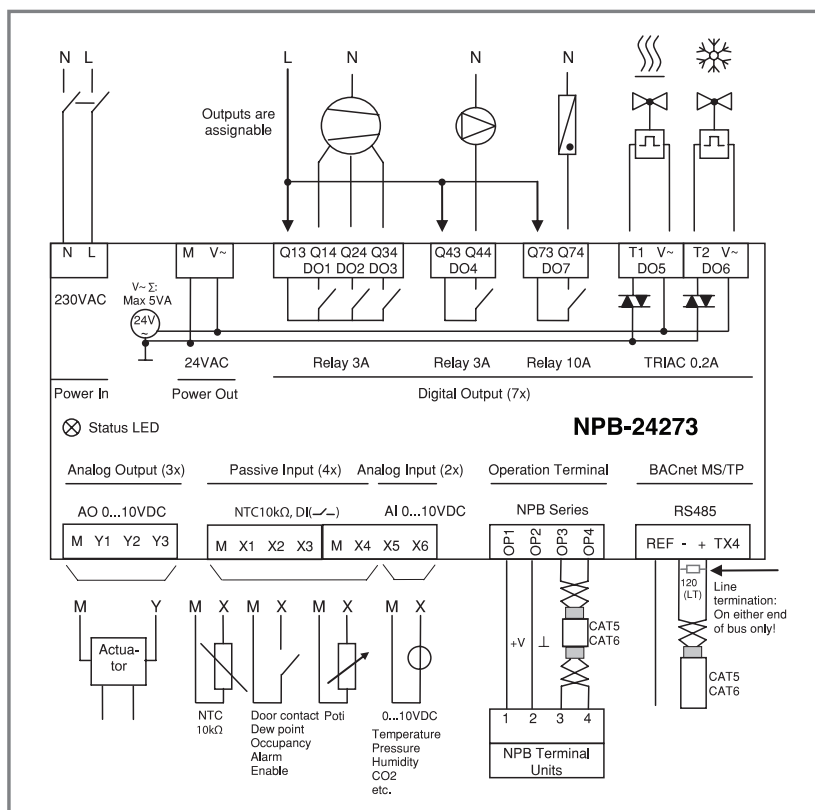 N L
L N N N
Outputs are
assignable
N L
M V~
Q13 Q14 Q24 Q34
DO1 DO2 DO3
Q43 Q44
DO4
Q73 Q74
DO7
T1 V~
DO5
T2 V~
DO6
230VAC
V~ Σ:
Max 5VA
24V
~
24VAC
Relay 3A
Relay 3A
Relay 10A
TRIAC 0.2A
Power In
Power Out
Digital Output (7x)
Status LED
NPB-24273
Analog Output (3x)
Passive Input (4x)
Analog Input (2x)
Operation Terminal
BACnet MS/TP
AO 0...10VDC
NTC10kΩ, DI( )
AI 0...10VDC
NPB Series
RS485
M Y1 Y2 Y3
M X1 X2 X3
M X4 X5 X6
OP1 OP2 OP3 OP4
REF - + TX4
M Y
M X M X M X M X
Actua-
tor
120
(LT)
Line
termination:
On either end
of bus only!
+V ⊥
CAT5
CAT6
CAT5
CAT6
NTC
10kΩ
Door contact
Dew point
Occupancy
Alarm
Enable
Poti
0...10VDC
Temperature
Pressure
Humidity
CO2
etc.
1 2 3 4
NPB Terminal
Units